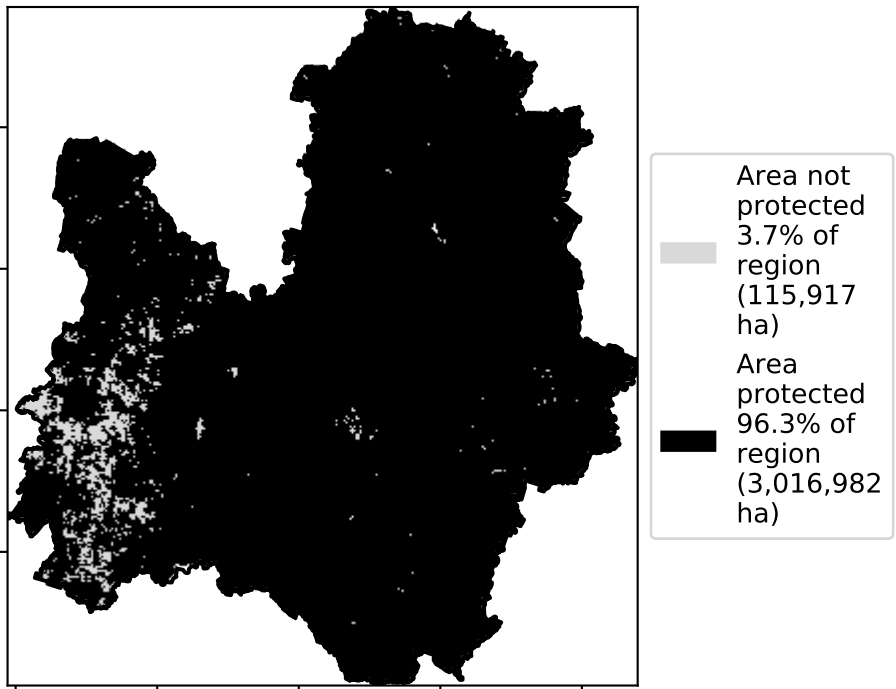 Area not
protected
3.7% of
region
(115,917
ha)
Area
protected
96.3% of
region
(3,016,982
ha)